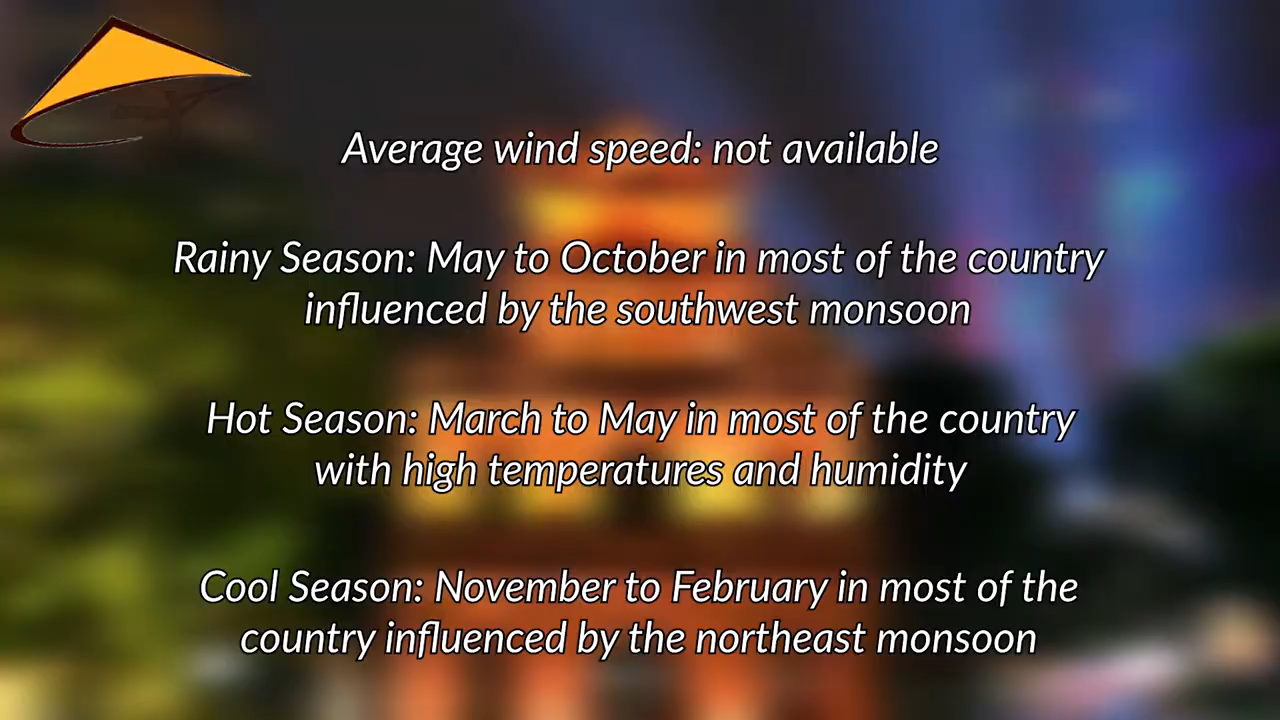 Average wind speed: not available
Rainy Season: May to October in most of the country
influenced by the southwest monsoon
Hot Season: March to May in most of the country
with high temperatures and humidity
Cool Season: November to February in most of the
country influenced by the northeast monsoon